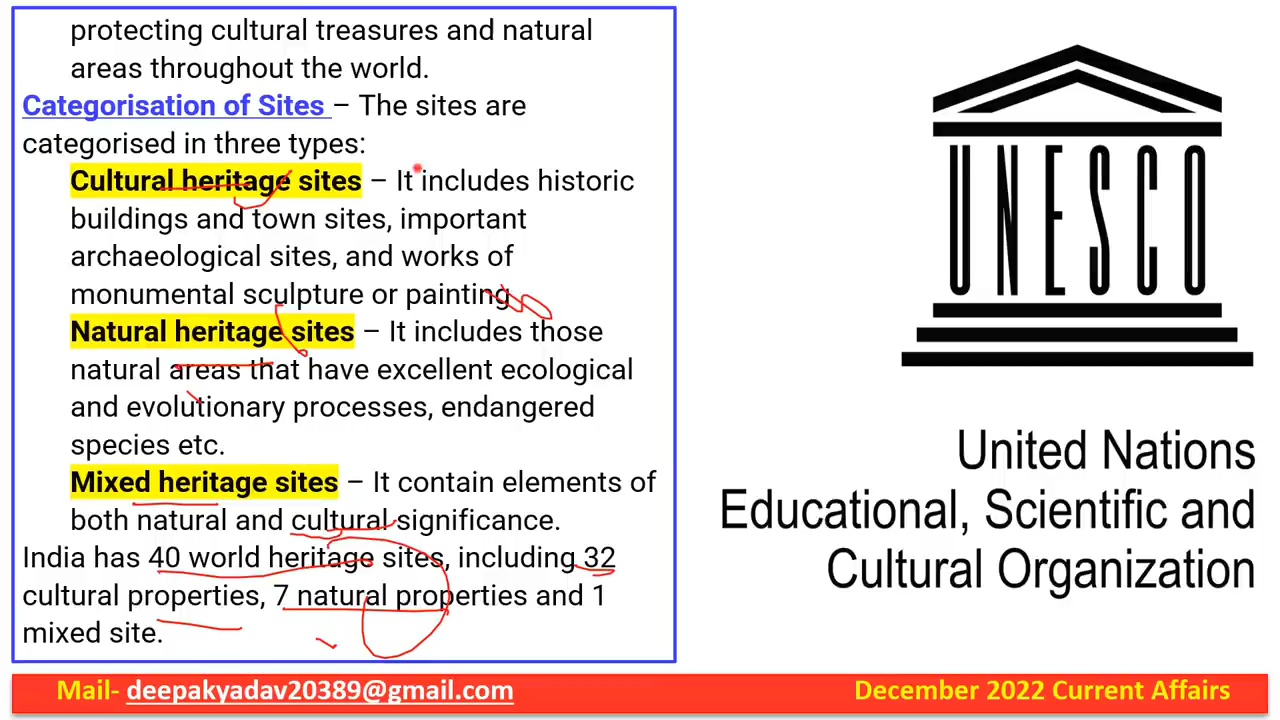 protecting cultural treasures and natural
areas throughout the world.
Categorisation of Sites – The sites are
categorised in three types:
Cultural heritage sites – It includes historic
buildings and town sites, important
archaeological sites, and works of
monumental sculpture or painting
Natural heritage sites – It includes those
natural areas that have excellent ecological
and evolutionary processes, endangered
species etc.
Mixed heritage sites – It contain elements of
both natural and cultural significance.
India has 40 world heritage sites, including 32
cultural properties, 7 natural properties and 1
mixed site.
UNESCO
United Nations
Educational, Scientific and
Cultural Organization
Mail- deepakyadav20389@gmail.com
December 2022 Current Affairs